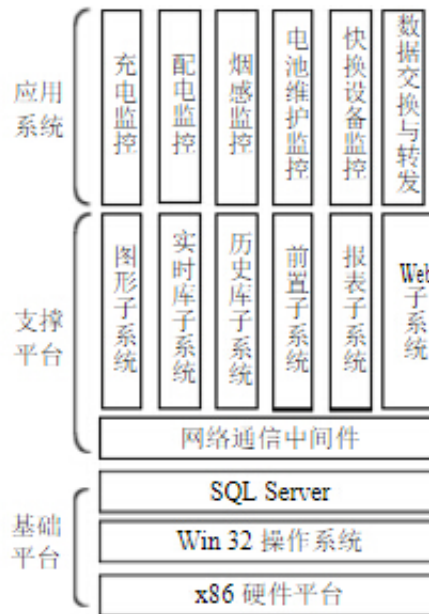 应用
系统
充电监控
配电监控
烟感监控
电池维护监控
快换设备监控
数据交换与转发
支撑
平台
图形子系统
实时库子系统
历史库子系统
前置子系统
报表子系统
Web子系统
网络通信中间件
基础
平台
SQL Server
Win 32 操作系统
x86 硬件平台